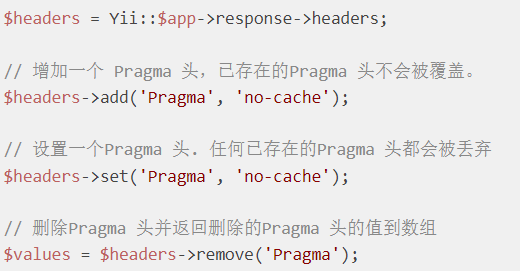 $headers = Yii::$app->response->headers;
// 增加一个 Pragma 头，已存在的Pragma 头不会被覆盖。
$headers->add('Pragma', 'no-cache');
// 设置一个Pragma 头. 任何已存在的Pragma 头都会被丢弃
$headers->set('Pragma', 'no-cache');
// 删除Pragma 头并返回删除的Pragma 头的值到数组
$values = $headers->remove('Pragma');